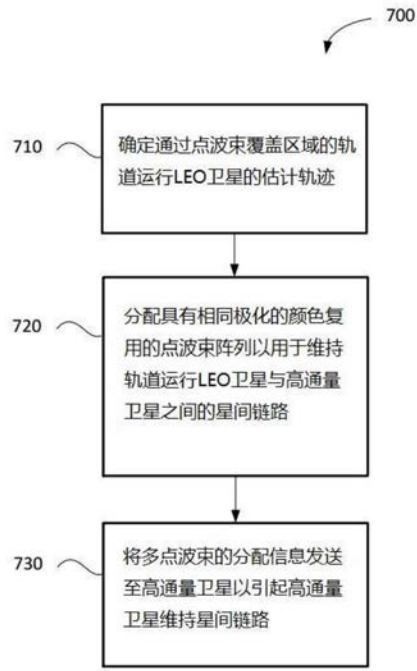 700
710
确定通过点波束覆盖区域的轨
道运行LEO卫星的估计轨迹
720
分配具有相同极化的颜色复
用的点波束阵列以用于维持
轨道运行LEO卫星与高通量
卫星之间的星间链路
730
将多点波束的分配信息发送
至高通量卫星以引起高通量
卫星维持星间链路